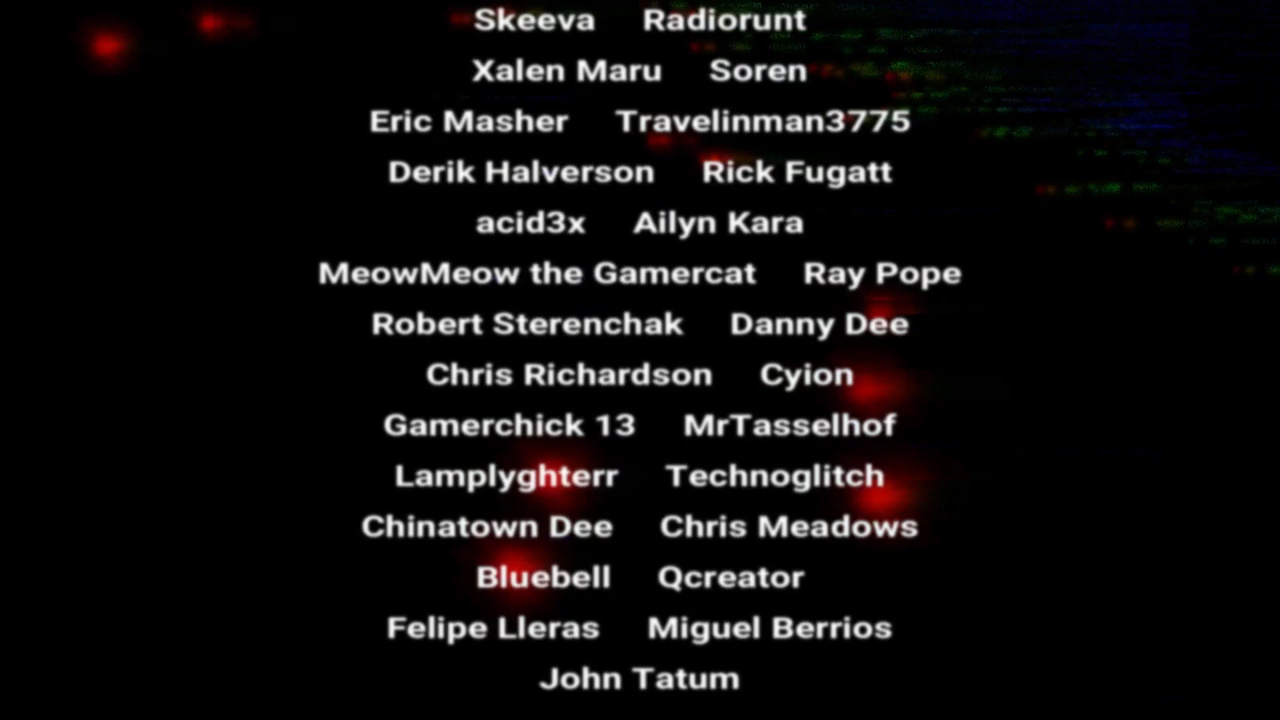 Skeeva Radiorunt
Xalen Maru Soren
Eric Masher Travelinman3775
Derik Halverson Rick Fugatt
acid3x Ailyn Kara
MeowMeow the Gamercat Ray Pope
Robert Sterenchak Danny Dee
Chris Richardson Cyion
Gamerchick 13 MrTasselhof
Lamplyghterr Technoglitch
Chinatown Dee Chris Meadows
Bluebell Qcreator
Felipe Lleras Miguel Berrios
John Tatum